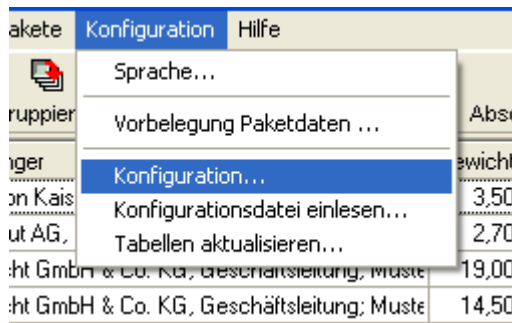 akete Konfiguration Hilfe
Sprache...
ruppier Vorbelegung Paketdaten ... Abse
nger ewicht
Konfiguration...
on Kais 3,50
Konfigurationsdatei einlesen...
ut AG, 2,70
Tabellen aktualisieren...
cht GmbH & Co. KG, Geschäftsleitung, Muste 19,00
cht GmbH & Co. KG, Geschäftsleitung; Muste 14,50